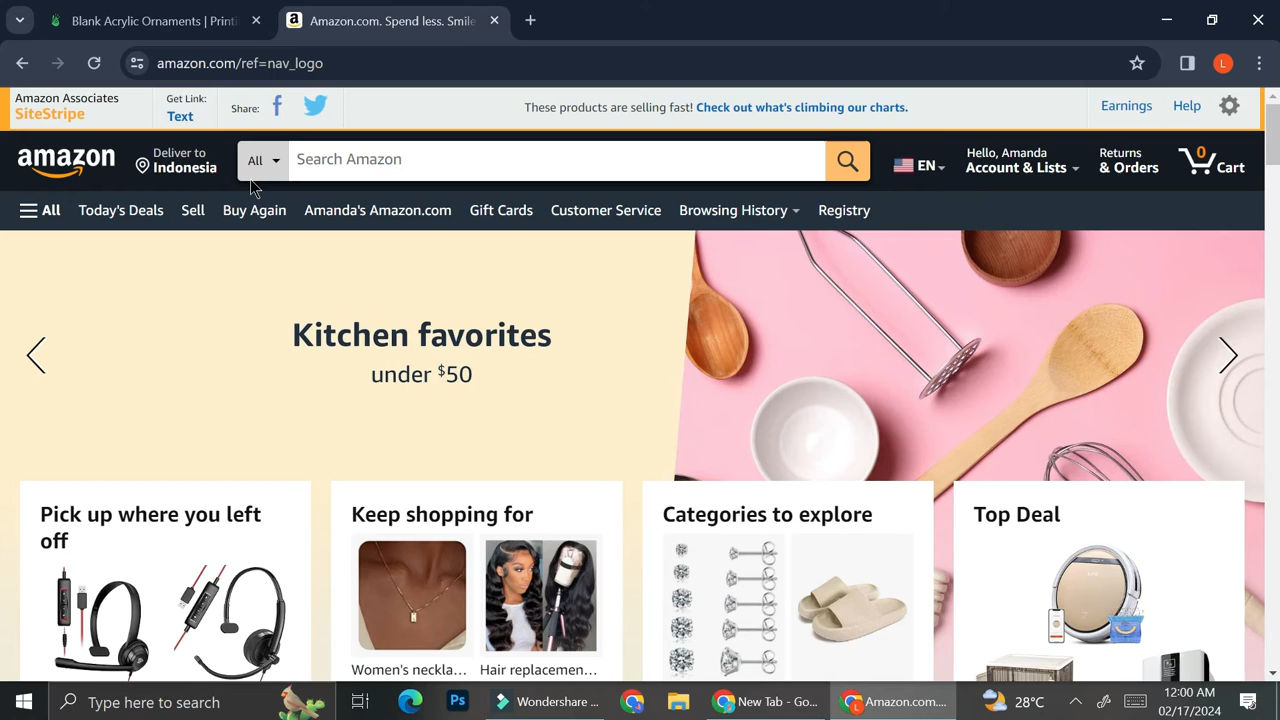 Blank Acrylic Ornaments | Printi
Amazon.com. Spend less. Smile
amazon.com/ref=nav_logo
L
Amazon Associates
SiteStripe
Get Link:
Text
Share:
These products are selling fast! Check out what's climbing our charts.
Earnings
Help
amazon
Deliver to
Indonesia
All
Search Amazon
EN
Hello, Amanda
Account & Lists
Returns
& Orders
0
Cart
All
Today's Deals
Sell
Buy Again
Amanda's Amazon.com
Gift Cards
Customer Service
Browsing History
Registry
Kitchen favorites
under $50
Pick up where you left
off
Keep shopping for
Women's neckla...
Hair replacemen...
Categories to explore
Top Deal
Type here to search
Ps
Wondershare ...
New Tab - Go...
L
Amazon.com....
28°C
12:00 AM
02/17/2024